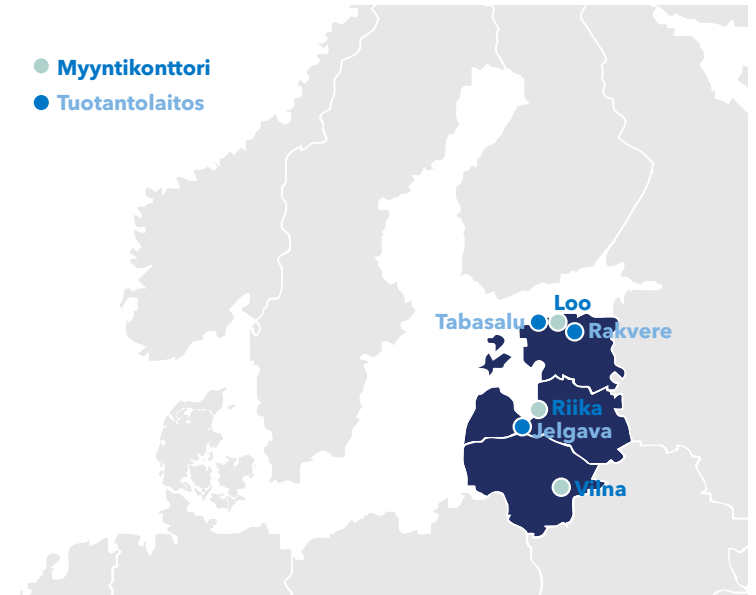 Myyntikonttori
Tuotantolaitos
Loo
Tabasalu
Rakvere
Riika
Jelgava
Vilna